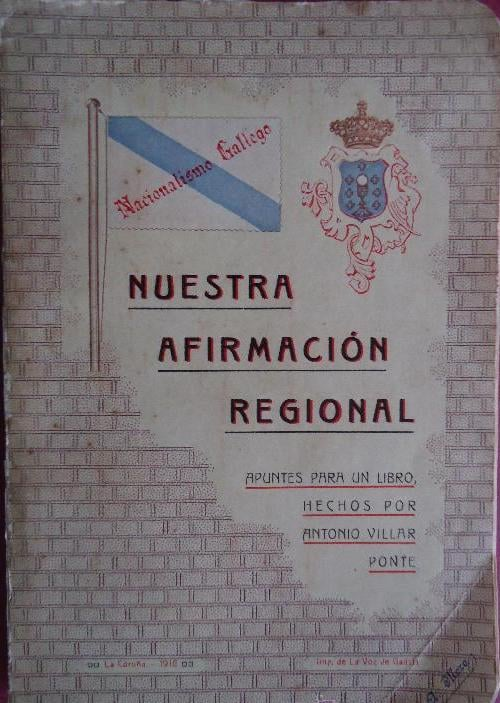 Nacionalismo Gallego
NUESTRA
AFIRMACIÓN
REGIONAL
APUNTES PARA UN LIBRO,
HECHOS POR
ANTONIO VILLAR
PONTE
La Coruña 1916
Imp. de La Voz de Galicia